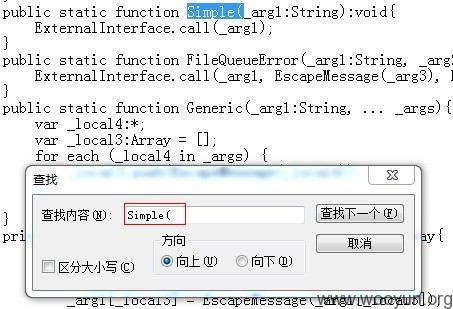 public static function Simple(_arg1:String):void{
ExternalInterface.call(_arg1);
}
public static function FileQueueError(_arg1:String, _arg2
ExternalInterface.call(_arg1, EscapeMessage(_arg3),
}
public static function Generic(_arg1:String, ... _args){
var _local4:*;
var _local3:Array = [];
for each (_local4 in _args) {
查找
查找内容(N):
Simple(
查找下一个(F)
取消
方向
区分大小写(C)
向上(U)
向下(D)
}
_arg1[_local3] = EscapeMessage(_arg1[_local3]);
www.wooyun.org